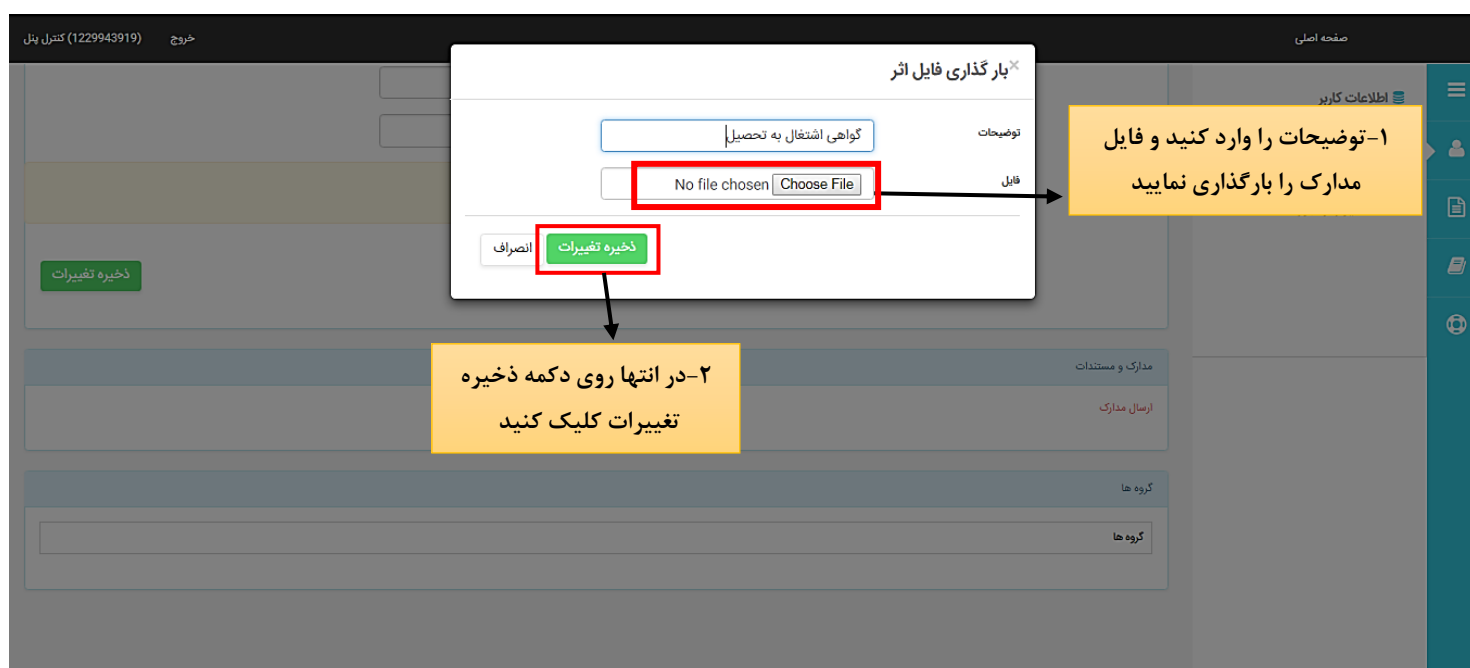 صفحه اصلی
خروج
(1229943919) کنترل پنل
اطلاعات کاربر
×
بار گذاری فایل اثر
توضیحات
گواهی اشتغال به تحصیل
فایل
Choose File No file chosen
ذخیره تغییرات
انصراف
۱-توضیحات را وارد کنید و فایل
مدارک را بارگذاری نمایید
ذخیره تغییرات
۲-در انتها روی دکمه ذخیره
تغییرات کلیک کنید
مدارک و مستندات
ارسال مدارک
گروه ها
گروه ها